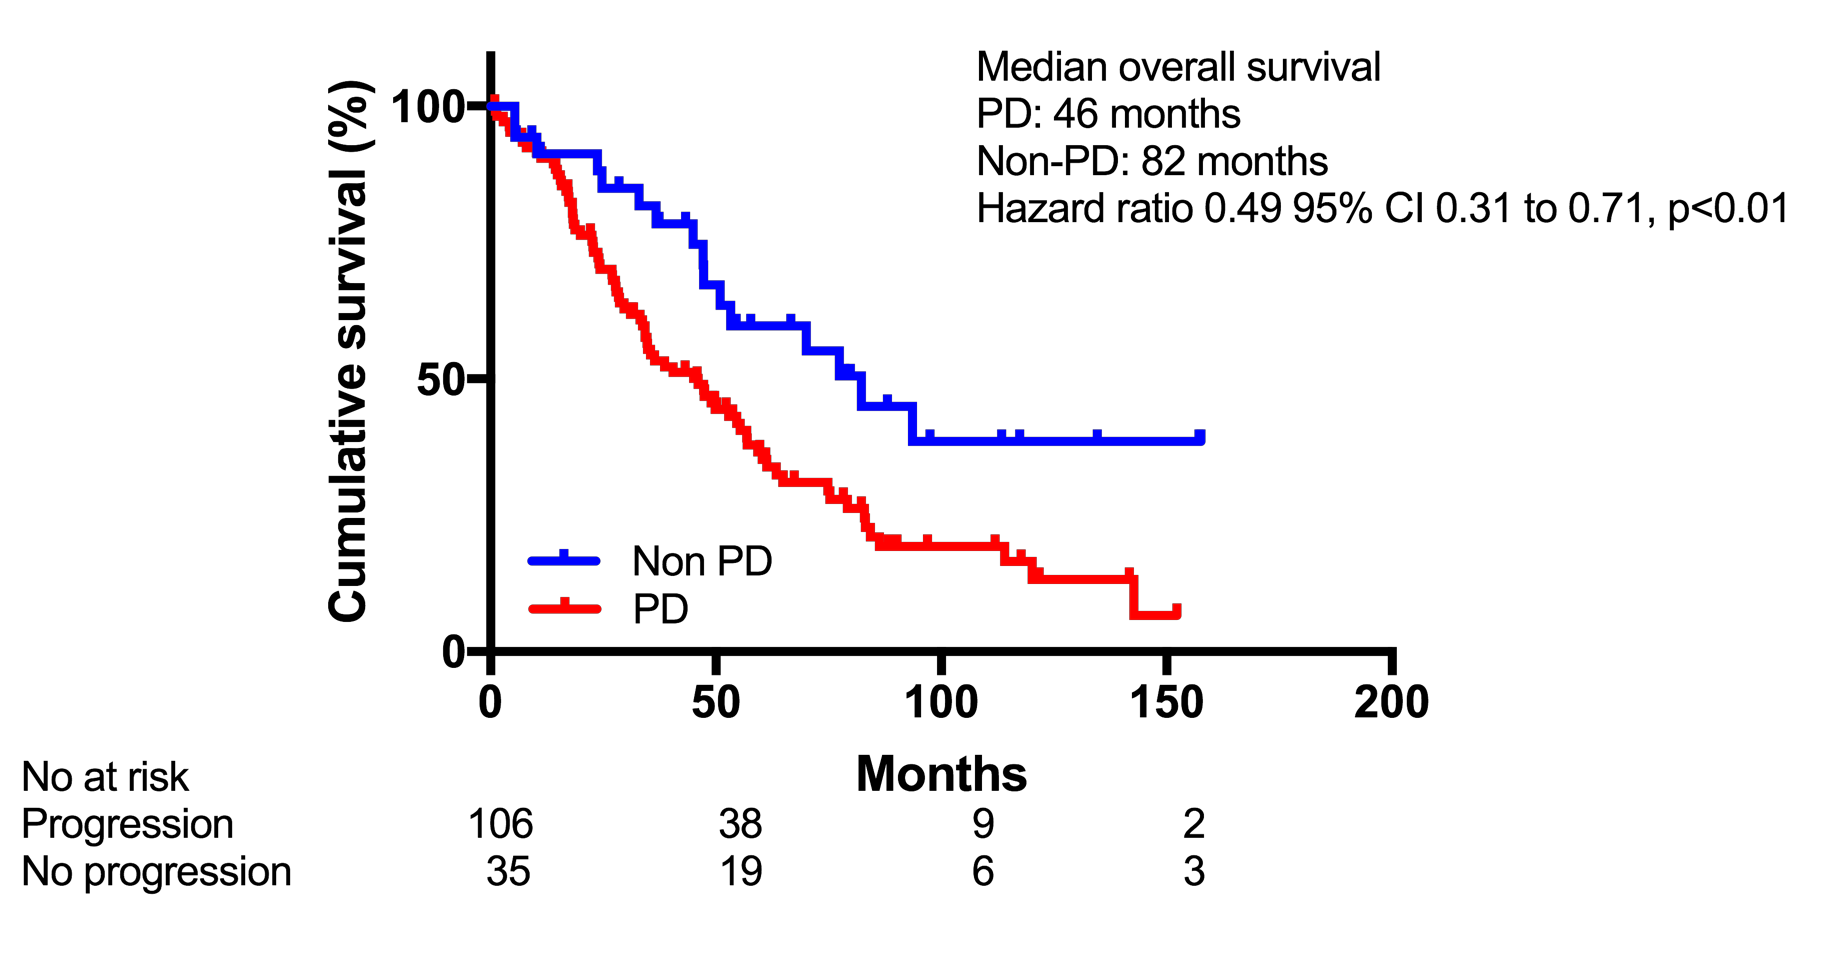 Median overall survival
PD: 46 months
Non-PD: 82 months
Hazard ratio 0.49 95% CI 0.31 to 0.71, p<0.01
Cumulative survival (%)
100
50
0
Non PD
PD
0 50 100 150 200
Months
No at risk
Progression 106 38 9 2
No progression 35 19 6 3